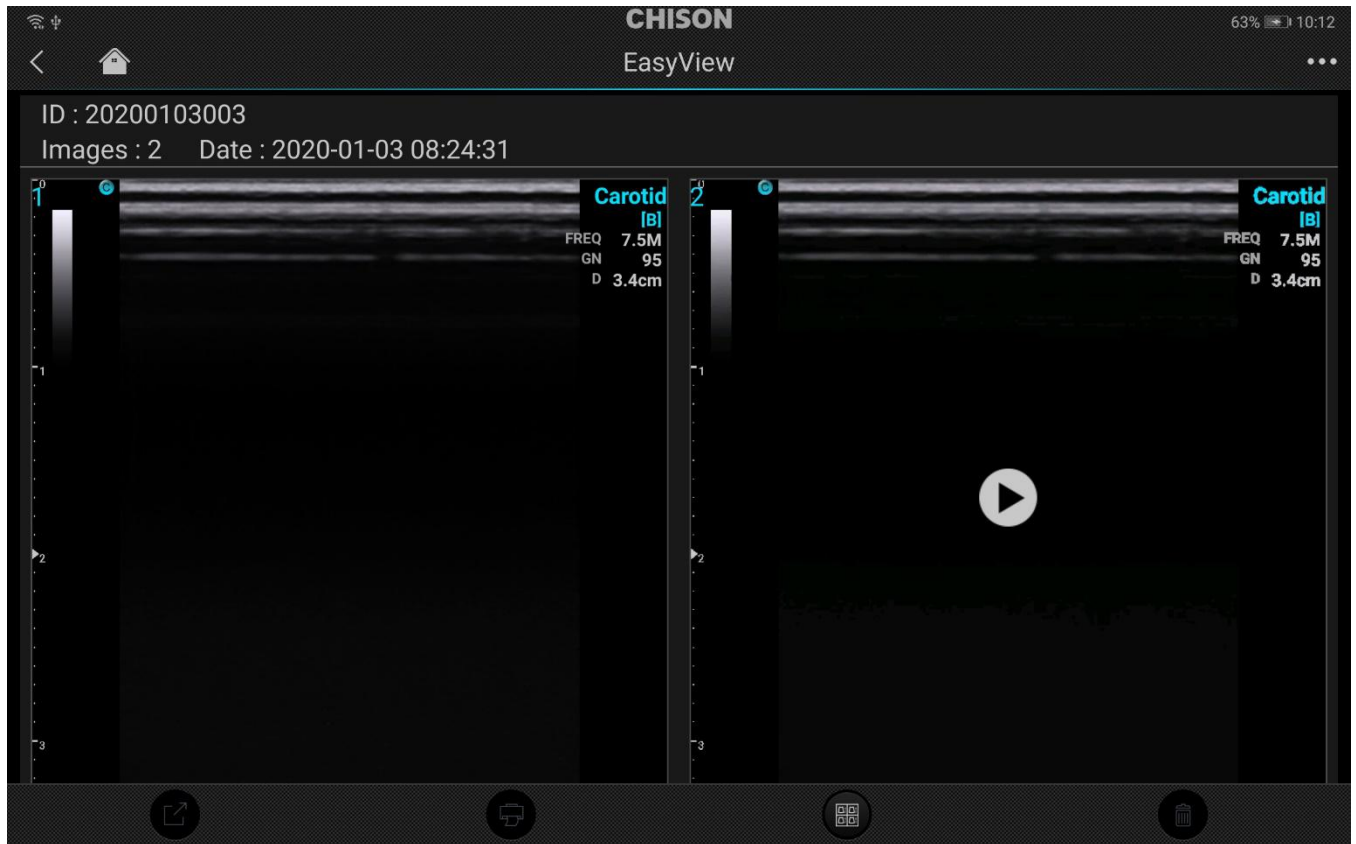 CHISON
63% 10:12
EasyView
ID : 20200103003
Images : 2 Date : 2020-01-03 08:24:31
1
0
C
Carotid
[B]
FREQ 7.5M
GN 95
D 3.4cm
1
2
3
2
0
C
Carotid
[B]
FREQ 7.5M
GN 95
D 3.4cm
1
2
3